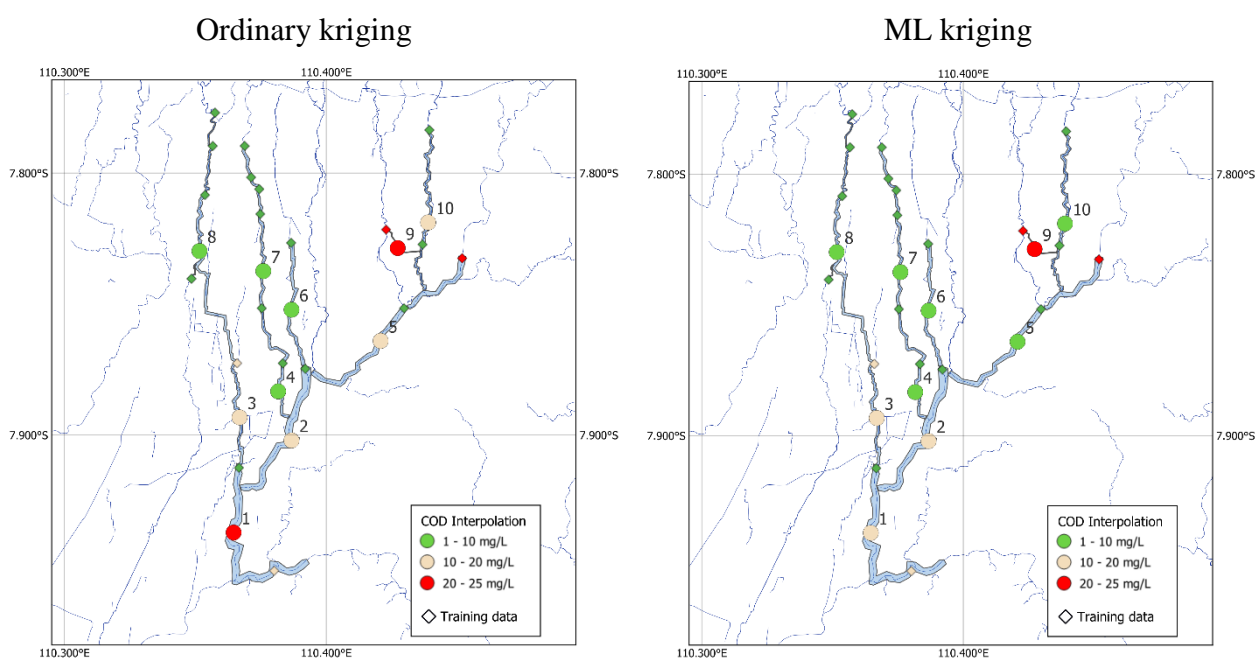 Ordinary kriging
110.300°E
110.400°E
7.800°S
10
9
8
7
6
5
4
3
7.900°S
2
1
COD Interpolation
1 - 10 mg/L
10 - 20 mg/L
20 - 25 mg/L
Training data
110.300°E
110.400°E
ML kriging
110.300°E
110.400°E
7.800°S
7.800°S
10
9
8
7
6
5
4
3
7.900°S
7.900°S
2
1
COD Interpolation
1 - 10 mg/L
10 - 20 mg/L
20 - 25 mg/L
Training data
110.300°E
110.400°E